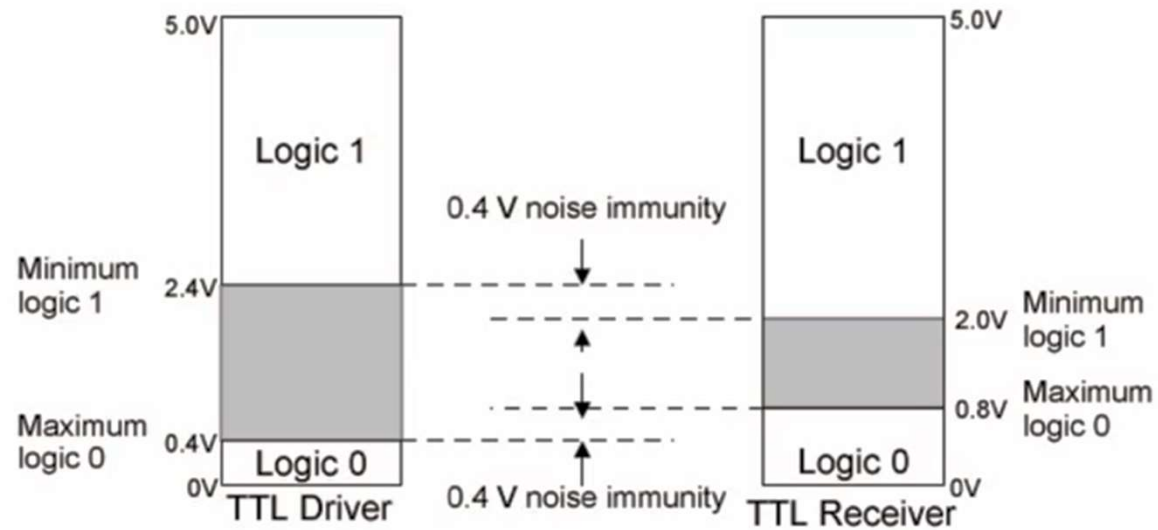 5.0V
5.0V
Logic 1
Logic 1
0.4 V noise immunity
Minimum
logic 1
2.4V
2.0V
Minimum
logic 1
0.8V
Maximum
logic 0
Maximum
logic 0
0.4V
Logic 0
Logic 0
0V
0V
0.4 V noise immunity
TTL Driver
TTL Receiver